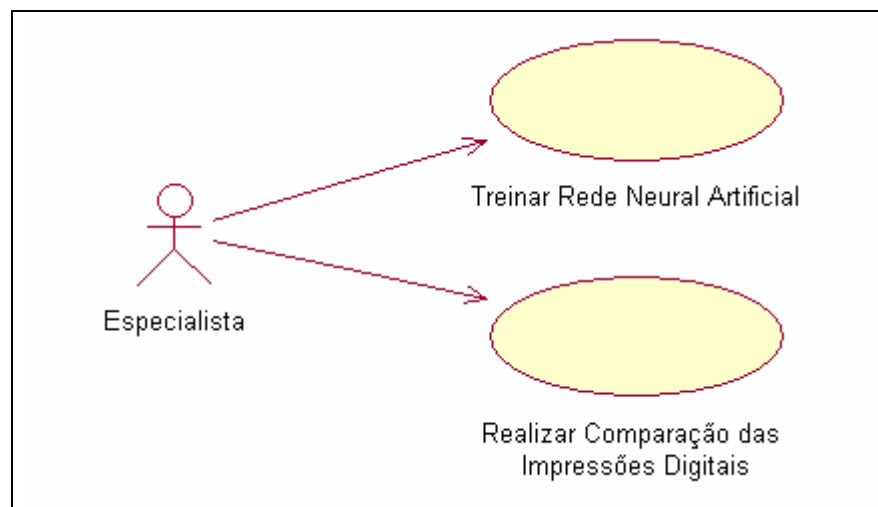 Treinar Rede Neural Artificial
Especialista
Realizar Comparação das
Impressões Digitais